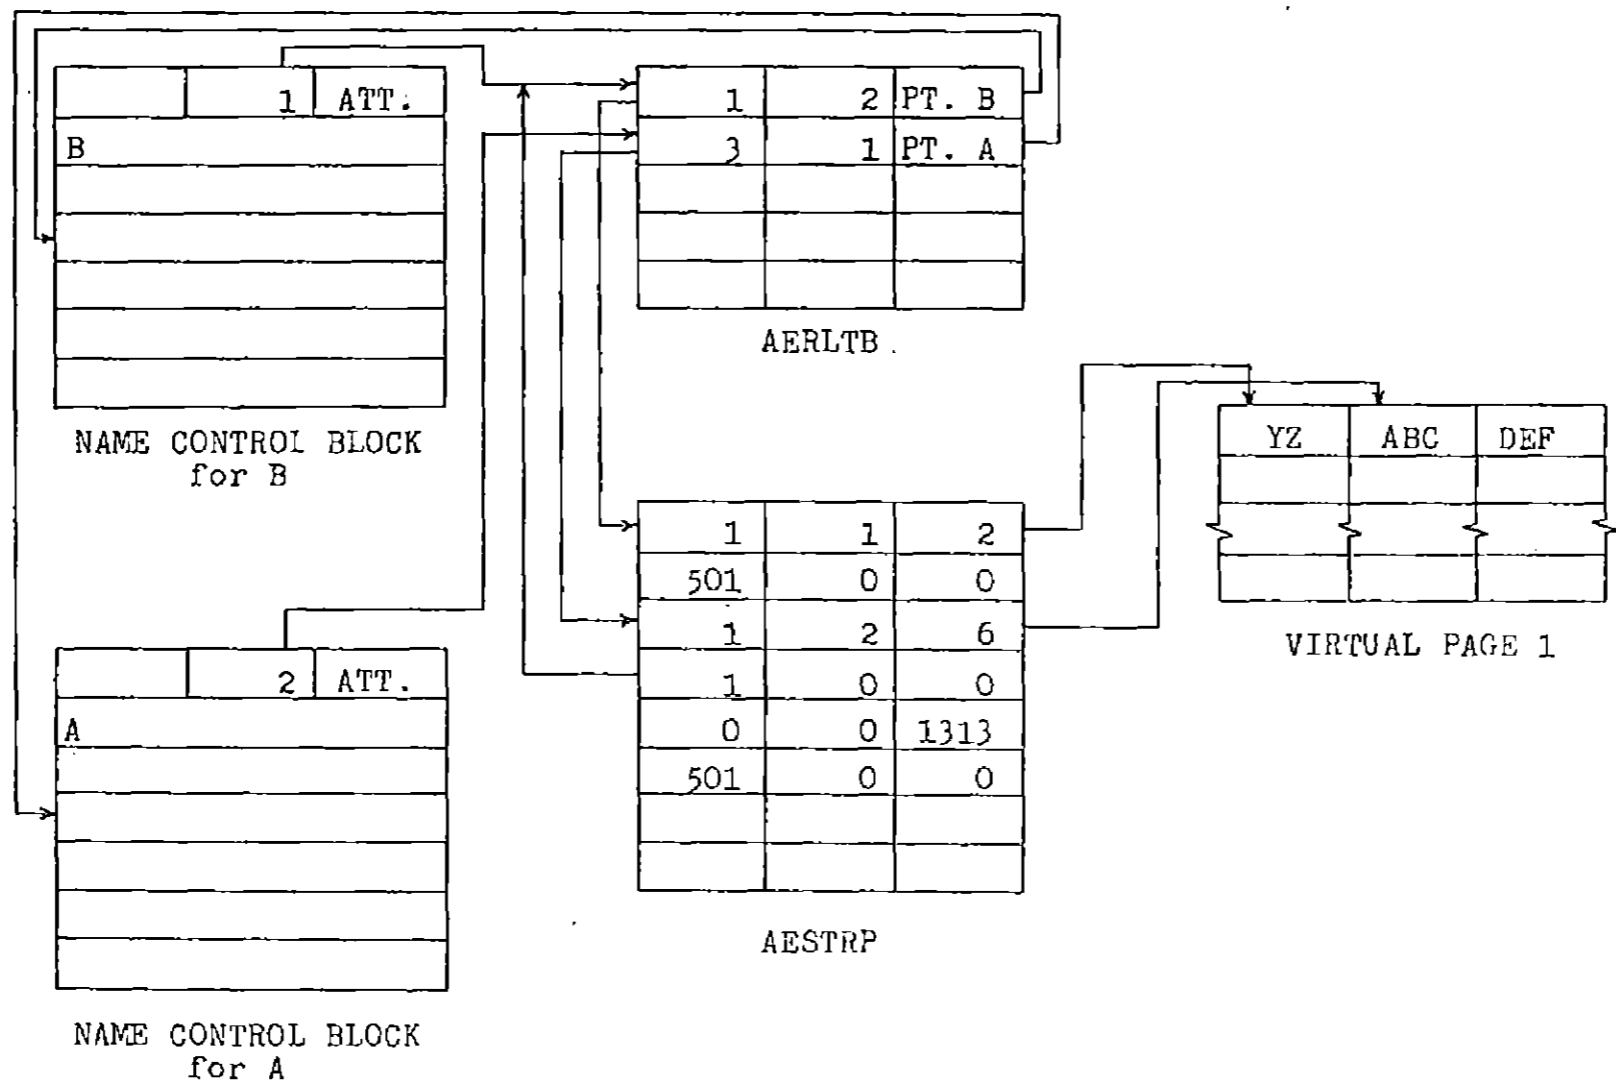 1 ATT.
B
NAME CONTROL BLOCK
for B
1 2 PT. B
3 1 PT. A
AERLTB
1 1 2
501 0 0
1 2 6
1 0 0
0 0 1313
501 0 0
AESTRP
YZ ABC DEF
VIRTUAL PAGE 1
2 ATT.
A
NAME CONTROL BLOCK
for A